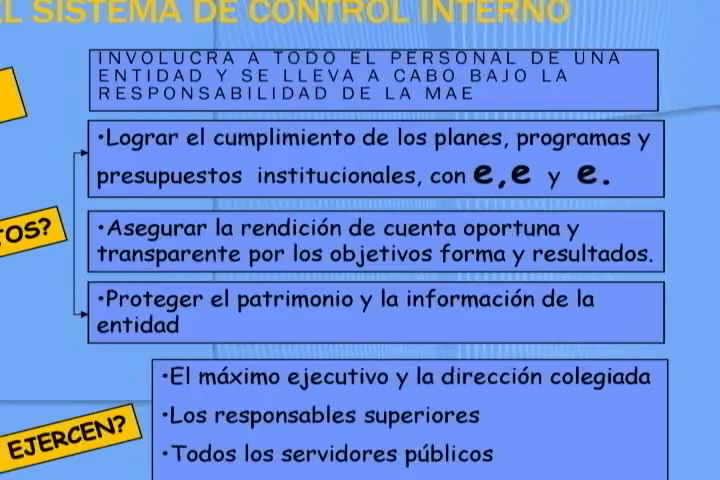 EL SISTEMA DE CONTROL INTERNO
INVOLUCRA A TODO EL PERSONAL DE UNA
ENTIDAD Y SE LLEVA A CABO BAJO LA
RESPONSABILIDAD DE LA MAE
•Lograr el cumplimiento de los planes, programas y
presupuestos institucionales, con e,e y e.
TOS?
•Asegurar la rendición de cuenta oportuna y
transparente por los objetivos forma y resultados.
•Proteger el patrimonio y la información de la
entidad
EJERCEN?
•El máximo ejecutivo y la dirección colegiada
•Los responsables superiores
•Todos los servidores públicos